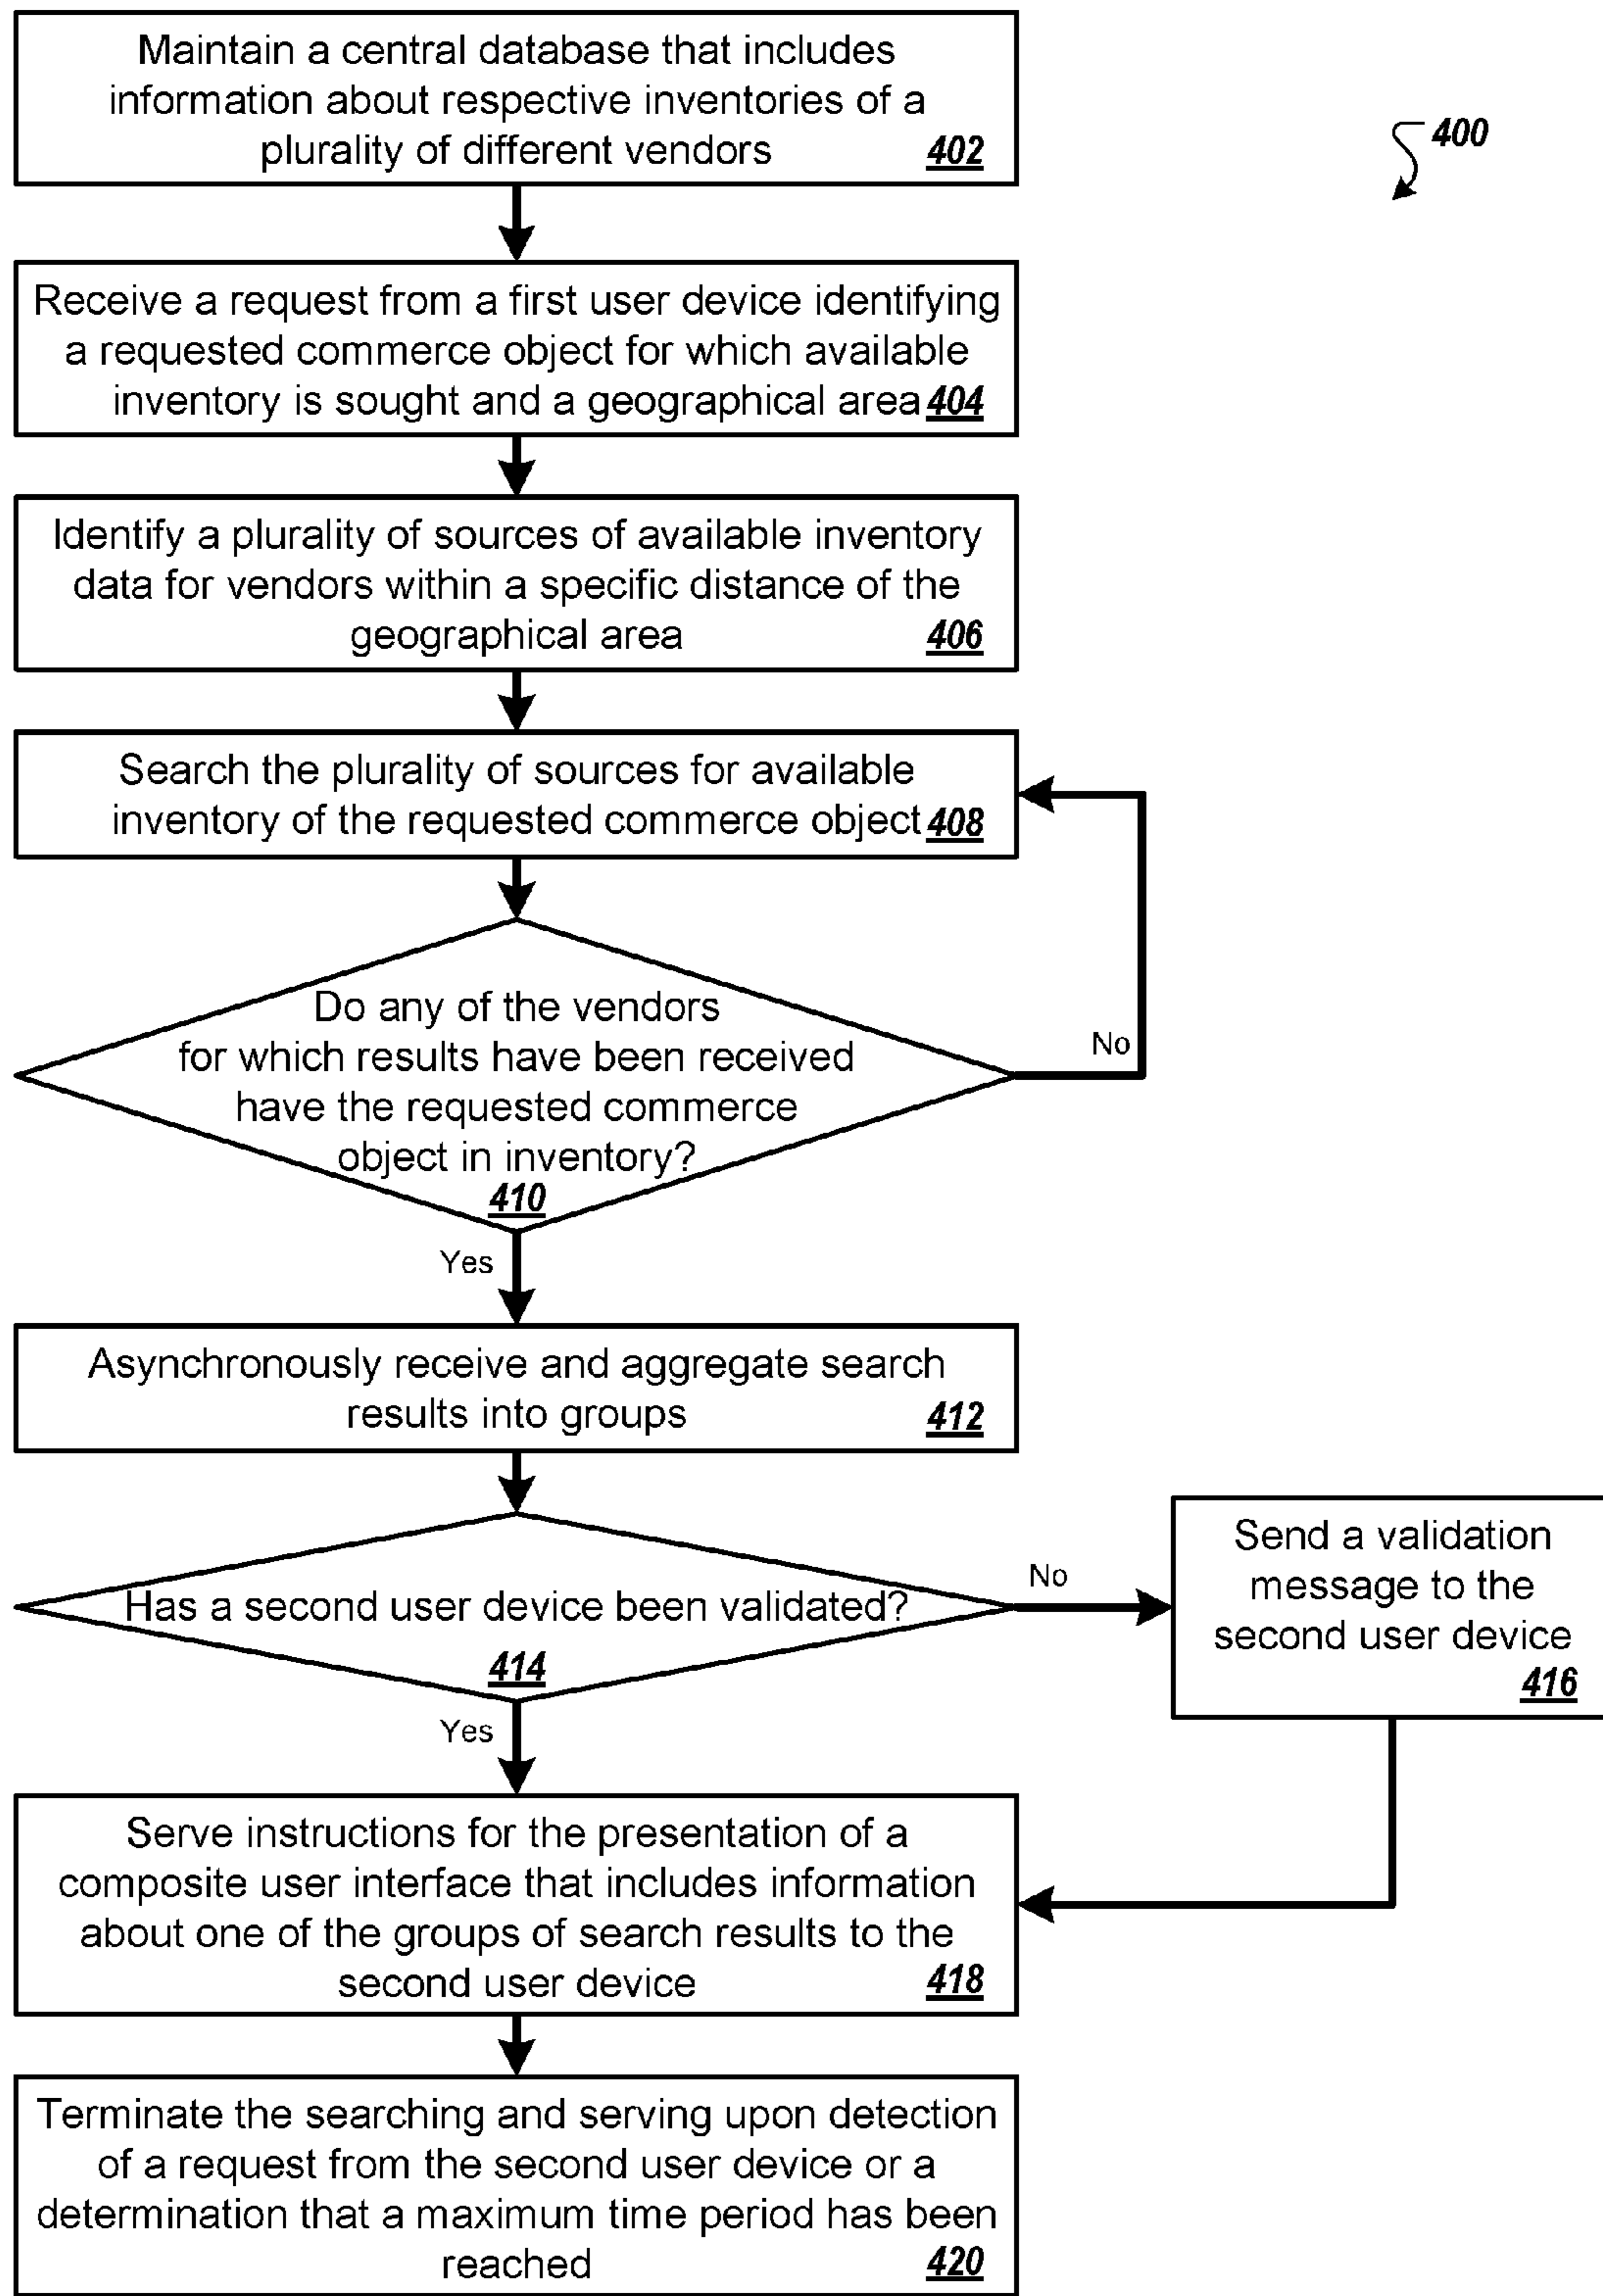 Maintain a central database that includes
information about respective inventories of a
plurality of different vendors 402
400
Receive a request from a first user device identifying
a requested commerce object for which available
inventory is sought and a geographical area 404
Identify a plurality of sources of available inventory
data for vendors within a specific distance of the
geographical area 406
Search the plurality of sources for available
inventory of the requested commerce object 408
Do any of the vendors
for which results have been received
have the requested commerce
object in inventory?
410
No
Yes
Asynchronously receive and aggregate search
results into groups 412
Has a second user device been validated?
414
No
Yes
Send a validation
message to the
second user device
416
Serve instructions for the presentation of a
composite user interface that includes information
about one of the groups of search results to the
second user device 418
Terminate the searching and serving upon detection
of a request from the second user device or a
determination that a maximum time period has been
reached 420